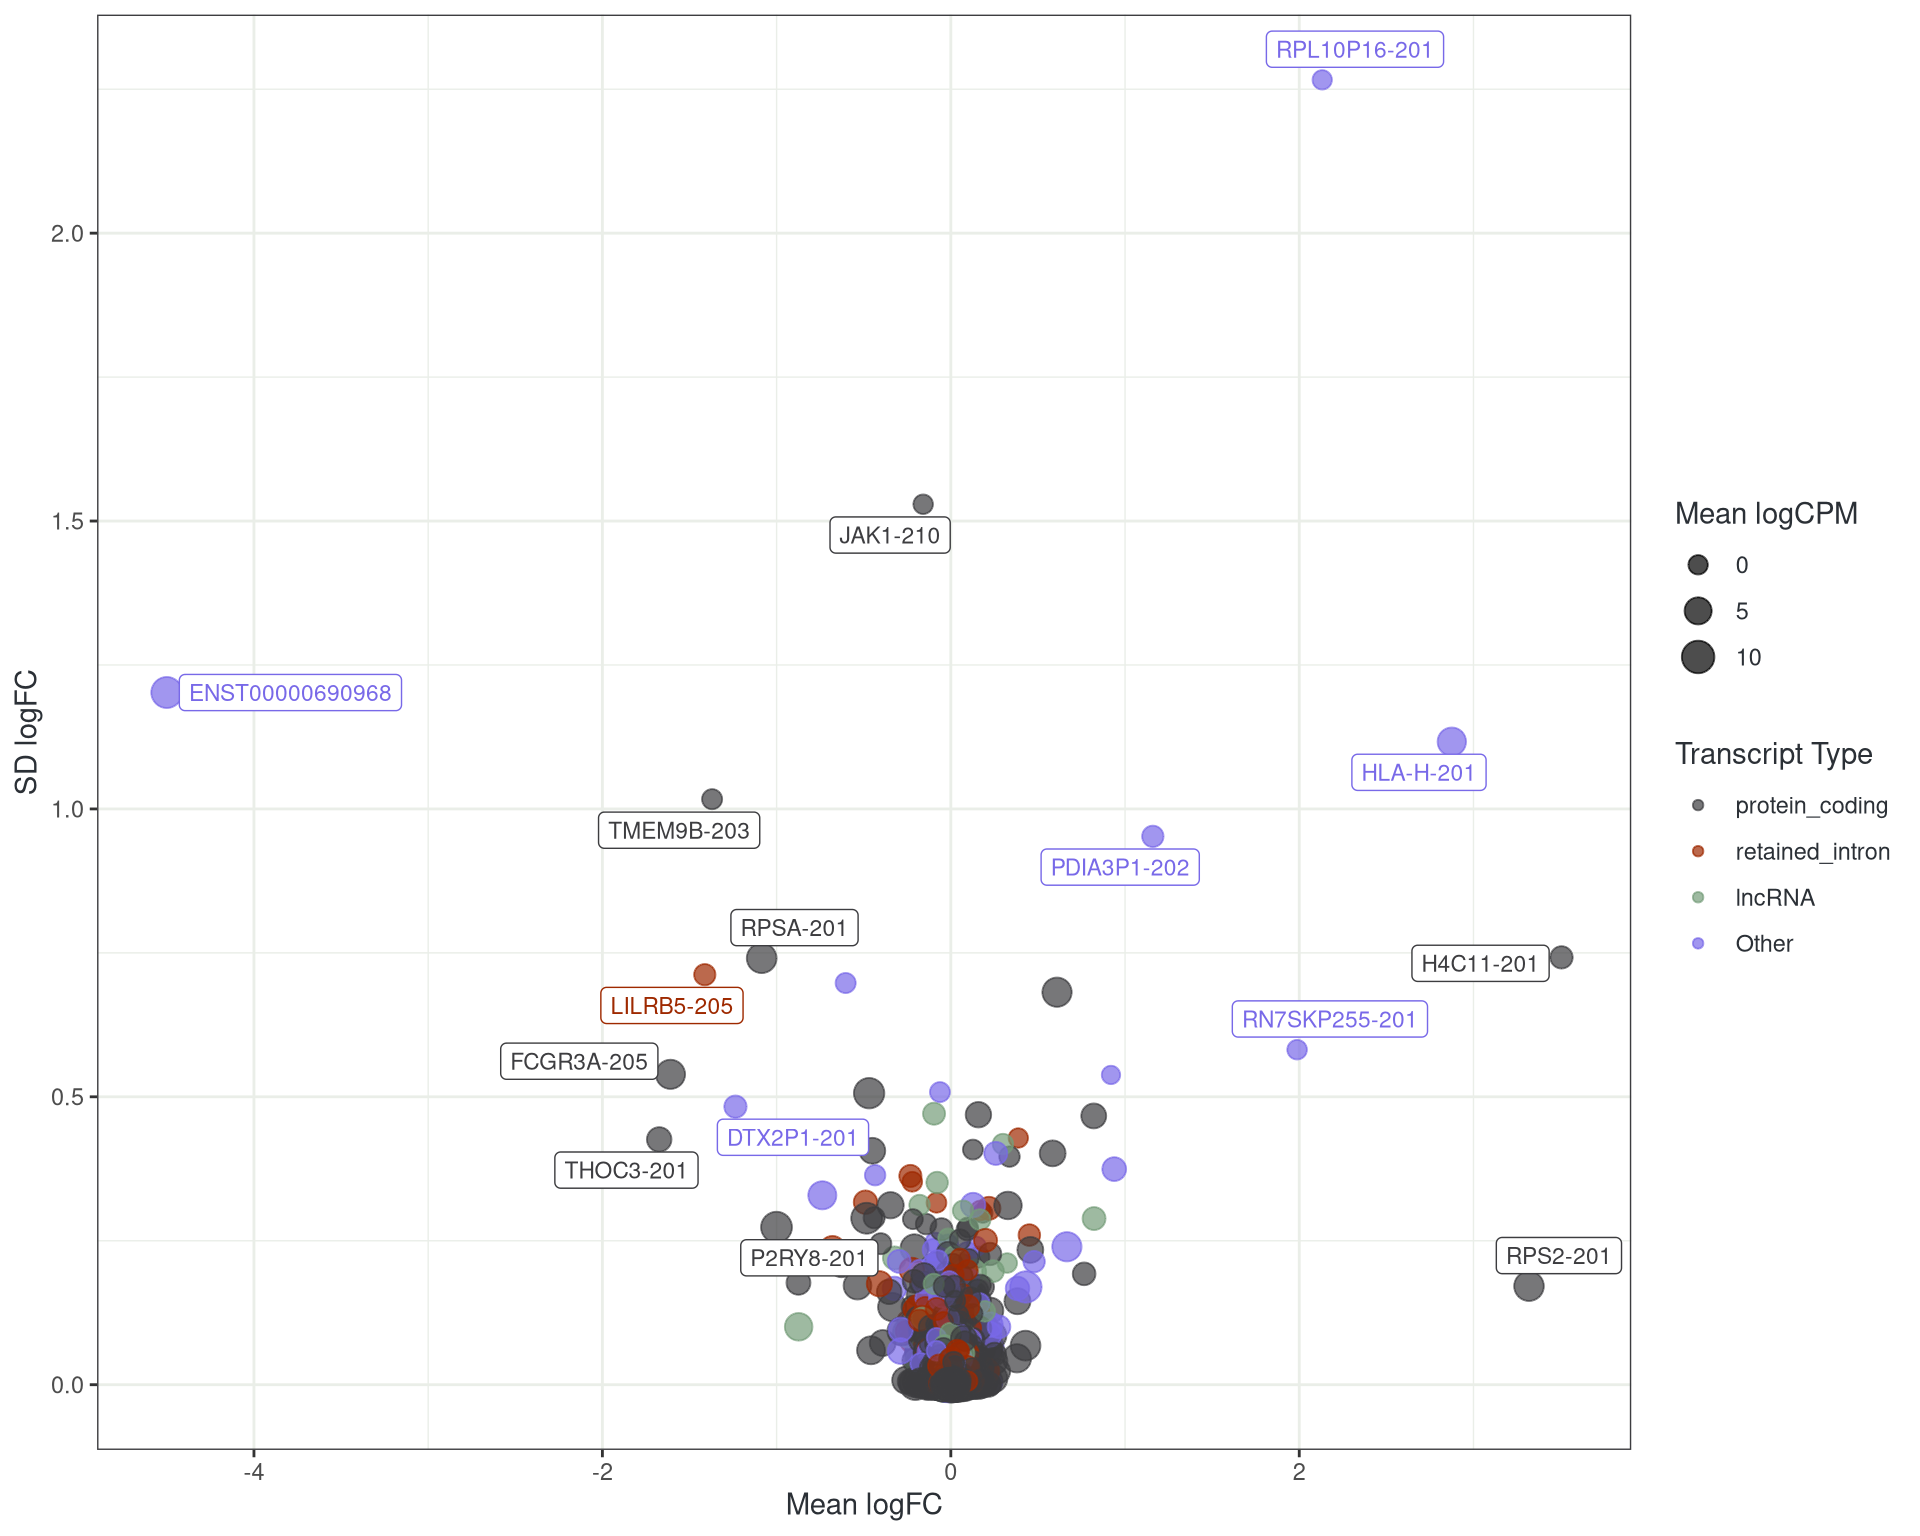 RPL10P16-201
2.0
JAK1-210
1.5
ENST00000690968
HLA-H-201
1.0
TMEM9B-203
PDIA3P1-202
RPSA-201
H4C11-201
LILRB5-205
RN7SKP255-201
FCGR3A-205
0.5
DTX2P1-201
THOC3-201
P2RY8-201
RPS2-201
0.0
-4
-2
0
2
Mean logFC
SD logFC
Mean logCPM
0
5
10
Transcript Type
protein_coding
retained_intron
lncRNA
Other